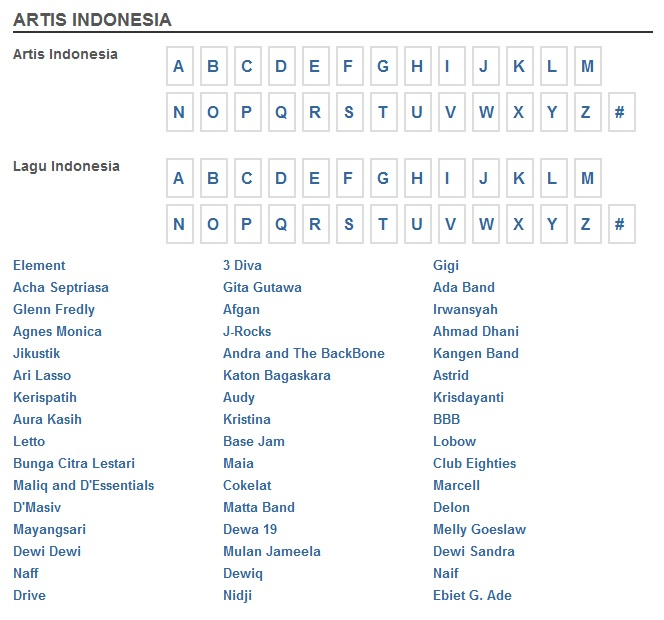 ARTIS INDONESIA
Artis Indonesia A B C D E F G H I J K L M
N O P Q R S T U V W X Y Z #
Lagu Indonesia A B C D E F G H I J K L M
N O P Q R S T U V W X Y Z #
Element 3 Diva Gigi
Acha Septriasa Gita Gutawa Ada Band
Glenn Fredly Afgan Irwansyah
Agnes Monica J-Rocks Ahmad Dhani
Jikustik Andra and The BackBone Kangen Band
Ari Lasso Katon Bagaskara Astrid
Kerispatih Audy Krisdayanti
Aura Kasih Kristina BBB
Letto Base Jam Lobow
Bunga Citra Lestari Maia Club Eighties
Maliq and D'Essentials Cokelat Marcell
D'Masiv Matta Band Delon
Mayangsari Dewa 19 Melly Goeslaw
Dewi Dewi Mulan Jameela Dewi Sandra
Naff Dewiq Naif
Drive Nidji Ebiet G. Ade